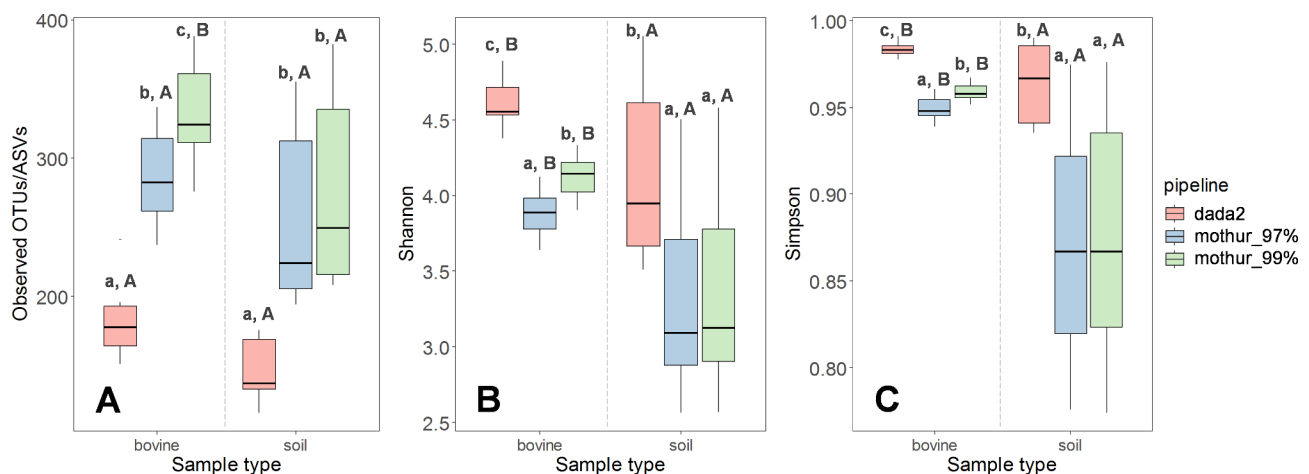 Observed OTUs/ASVs
400
300
200
a, A
b, A
c, B
a, A
b, A
b, A
A
bovine
soil
Sample type
Shannon
5.0
4.5
4.0
3.5
3.0
2.5
c, B
a, B
b, B
b, A
a, A
a, A
B
bovine
soil
Sample type
Simpson
1.00
0.95
0.90
0.85
0.80
c, B
a, B
b, B
b, A
a, A
a, A
C
bovine
soil
Sample type
pipeline
dada2
mothur_97%
mothur_99%